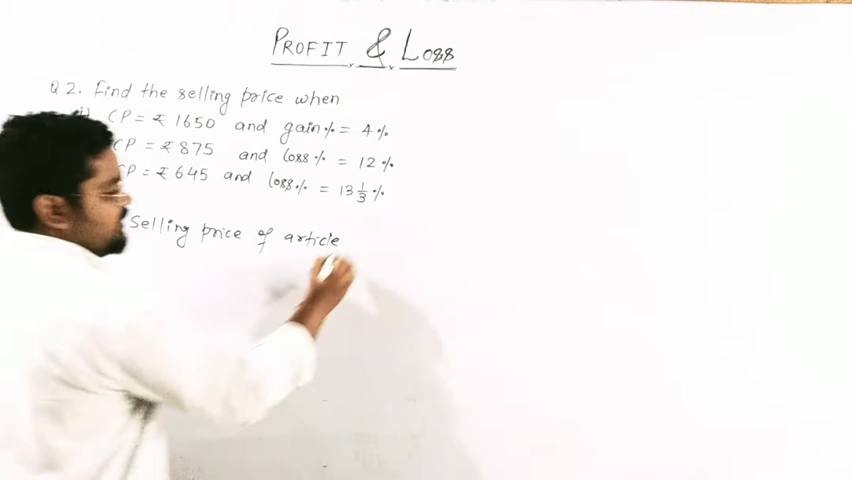 PROFIT & LOSS
Q 2. Find the selling price when
i) CP = ₹ 1650 and gain% = 4%
CP = ₹ 875 and loss% = 12%
CP = ₹ 645 and loss% = 13 1/3 %
Selling price of article